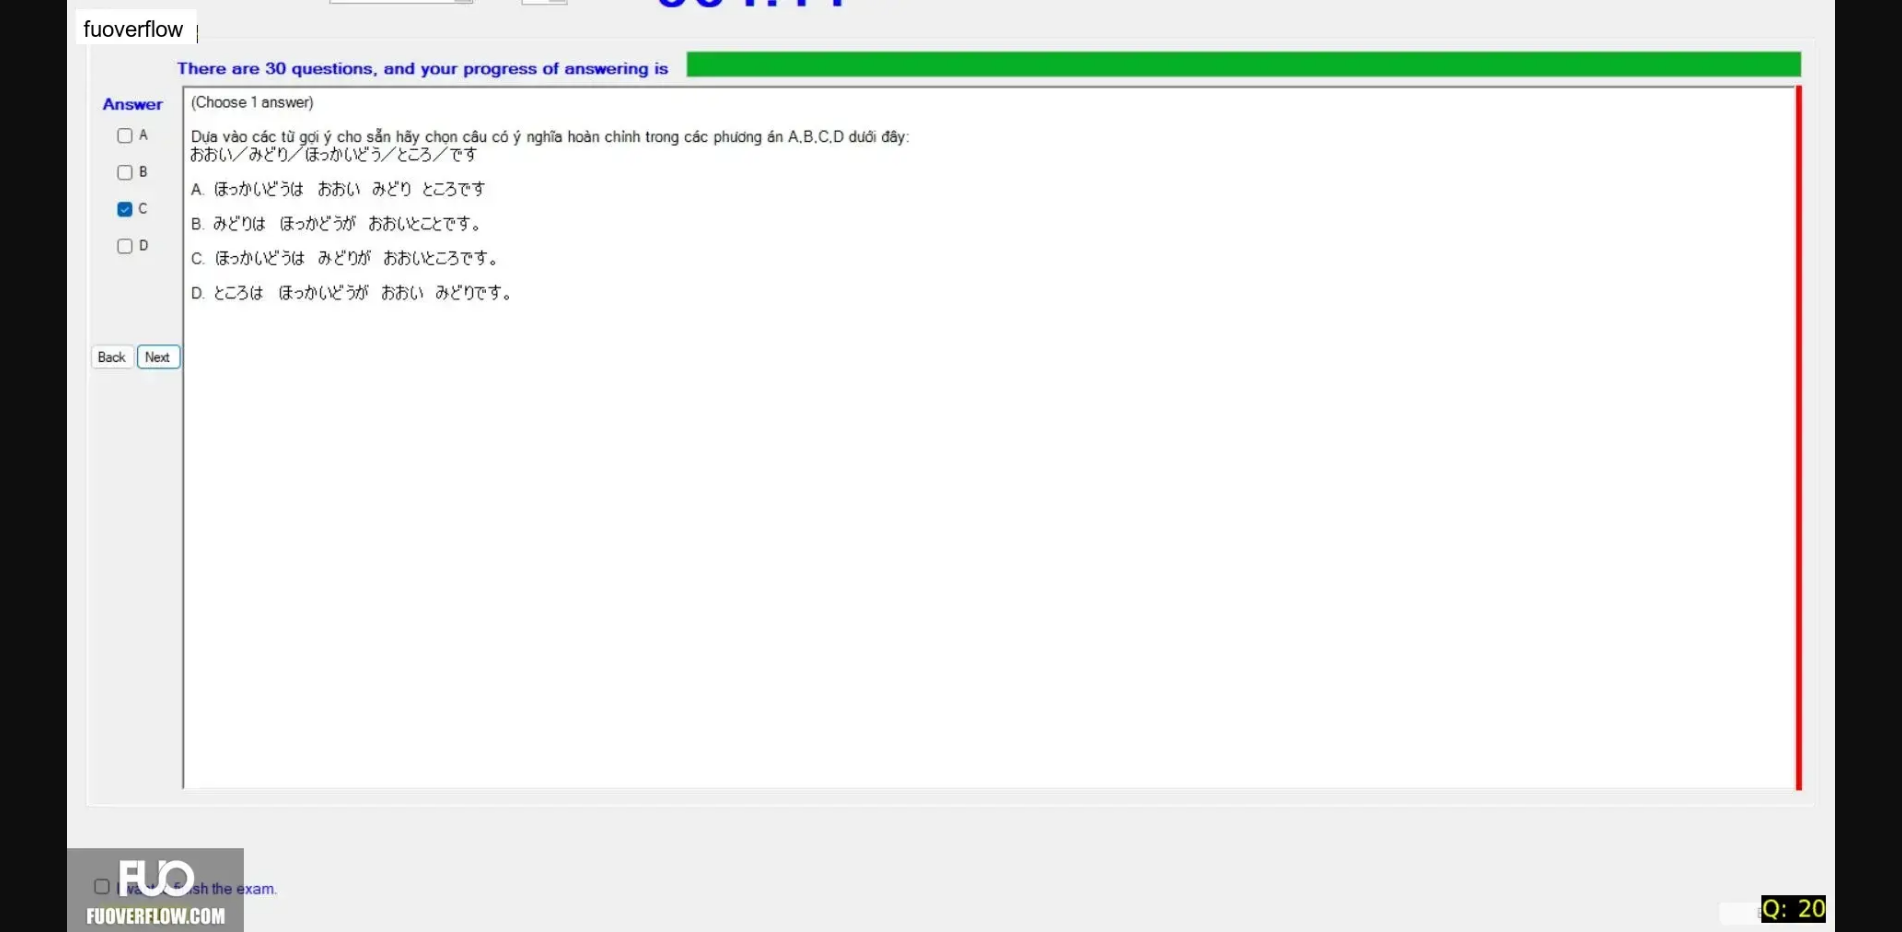 fuoverflow
There are 30 questions, and your progress of answering is
Answer
(Choose 1 answer)
A
Dựa vào các từ gợi ý cho sẵn hãy chọn câu có ý nghĩa hoàn chỉnh trong các phương án A,B,C,D dưới đây:
おおい／みどり／ほっかいどう／ところ／です
B
A. ほっかいどうは おおい みどり ところです
C
B. みどりは ほっかどうが おおいとことです。
D
C. ほっかいどうは みどりが おおいところです。
D. ところは ほっかいどうが おおい みどりです。
Back Next
FUO
the exam.
FUOVERFLOW.COM
Q: 20